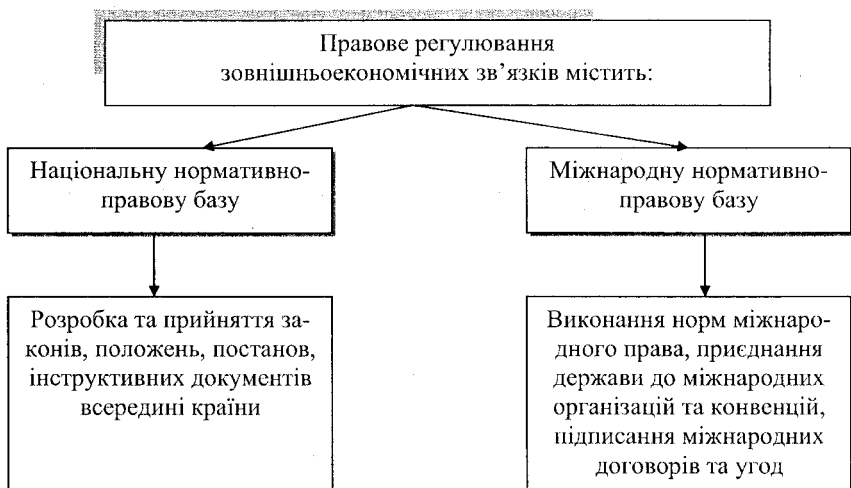 Правове регулювання
зовнішньоекономічних зв’язків містить:
Національну нормативно-
правову базу
Міжнародну нормативно-
правову базу
Розробка та прийняття за-
конів, положень, постанов,
інструктивних документів
всередині країни
Виконання норм міжнаро-
дного права, приєднання
держави до міжнародних
організацій та конвенцій,
підписання міжнародних
договорів та угод